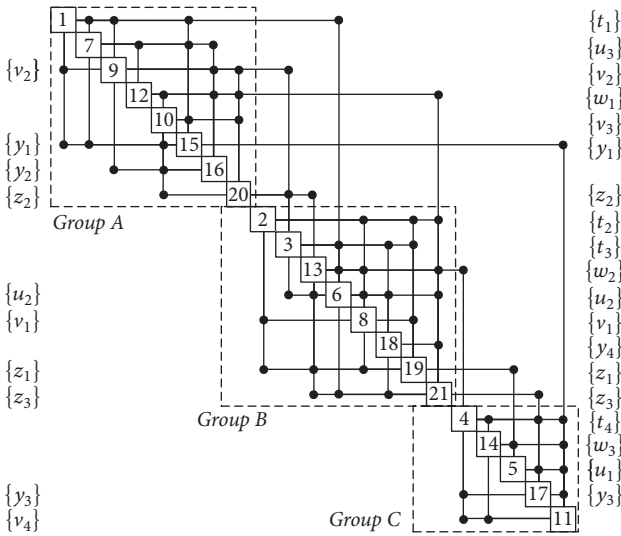 1 {t₁}
7 {u₃}
{v₂} 9 {v₂}
12 {w₁}
10 {v₃}
{y₁} 15 {y₁}
{y₂} 16
{z₂} 20 {z₂}
Group A 2 {t₂}
3 {t₃}
13 {w₂}
{u₂} 6 {u₂}
{v₁} 8 {v₁}
18 {y₄}
{z₁} 19 {z₁}
{z₃} 21 {z₃}
Group B 4 {t₄}
14 {w₃}
5 {u₁}
{y₃} 17 {y₃}
{v₄} Group C 11